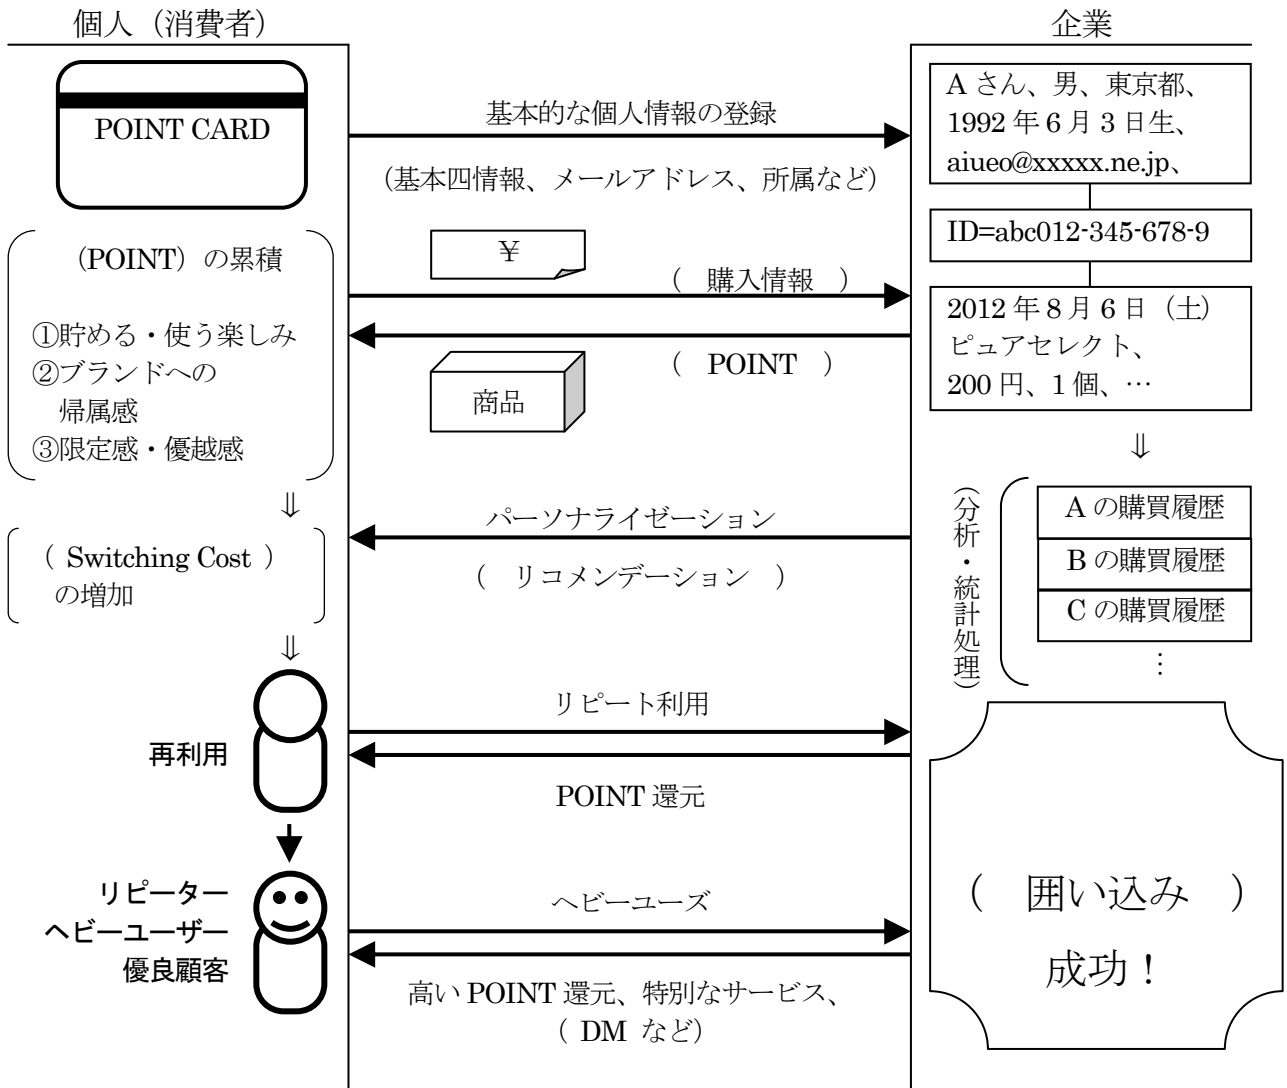 個人（消費者）
企業
POINT CARD
基本的な個人情報の登録
(基本四情報、メールアドレス、所属など)
A さん、男、東京都、
1992 年 6 月 3 日生、
aiueo@xxxxx.ne.jp、
ID=abc012-345-678-9
（POINT）の累積
①貯める・使う楽しみ
②ブランドへの
帰属感
③限定感・優越感
¥
（　購入情報　）
（　POINT　）
商品
2012 年 8 月 6 日（土）
ピュアセレクト、
200 円、1 個、…
⇓
⇓
（ Switching Cost ）
の増加
⇓
パーソナライゼーション
（　リコメンデーション　）
（分析・統計処理）
A の購買履歴
B の購買履歴
C の購買履歴
…
再利用
リピート利用
POINT 還元
リピーター
ヘビーユーザー
優良顧客
ヘビーユーズ
高い POINT 還元、特別なサービス、
（ DM など）
（　囲い込み　）
成功！